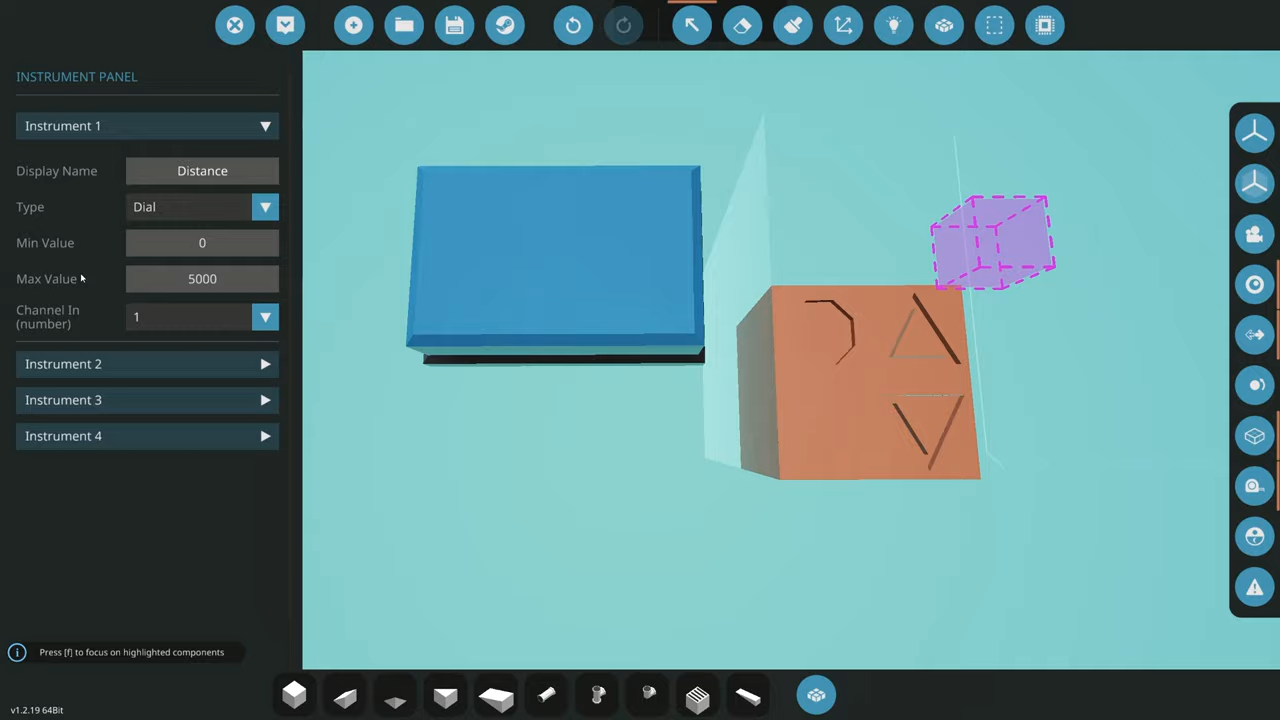 INSTRUMENT PANEL
Instrument 1
Display Name Distance
Type Dial
Min Value 0
Max Value 5000
Channel In
(number) 1
Instrument 2
Instrument 3
Instrument 4
Press [f] to focus on highlighted components
v1.2.19 64Bit